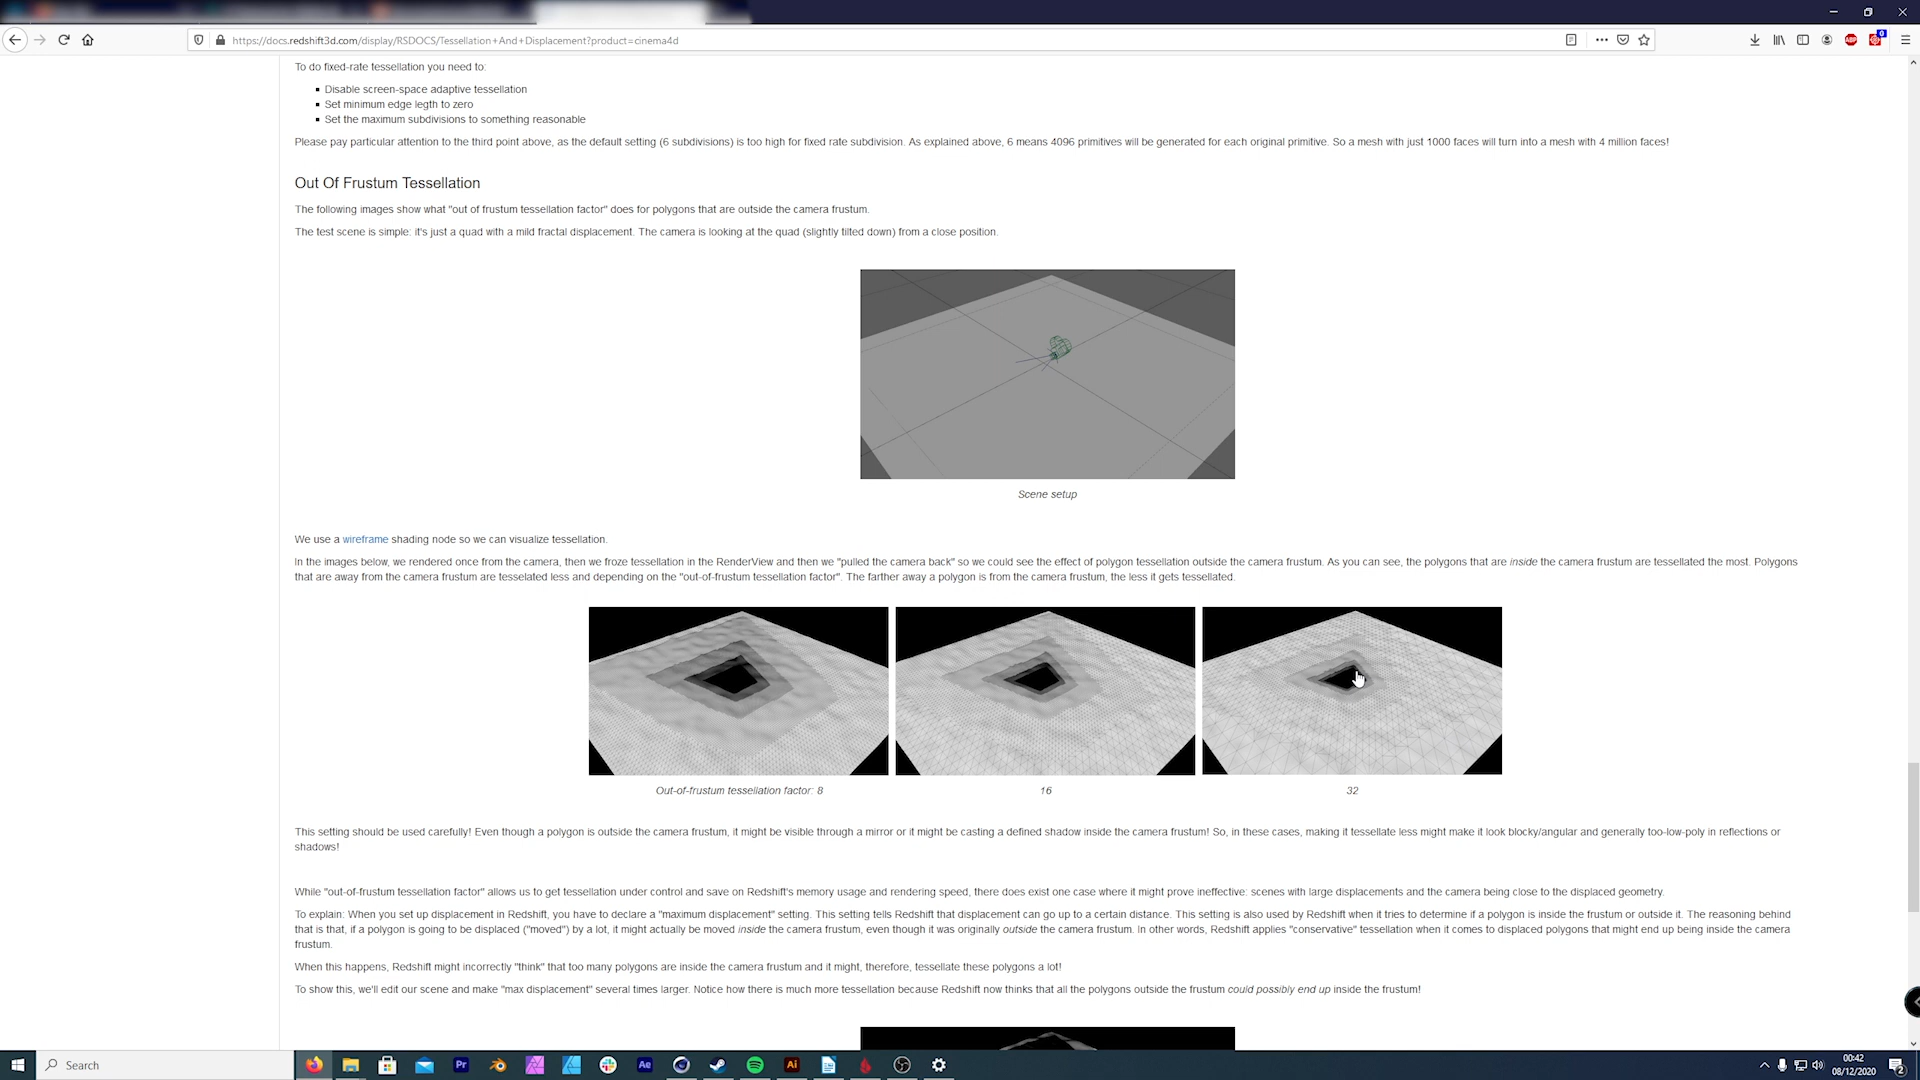 https://docs.redshift3d.com/display/RSDOCS/Tessellation+And+Displacement?product=cinema4d
ABP
0
To do fixed-rate tessellation you need to:
Disable screen-space adaptive tessellation
Set minimum edge legth to zero
Set the maximum subdivisions to something reasonable
Please pay particular attention to the third point above, as the default setting (6 subdivisions) is too high for fixed rate subdivision. As explained above, 6 means 4096 primitives will be generated for each original primitive. So a mesh with just 1000 faces will turn into a mesh with 4 million faces!
Out Of Frustum Tessellation
The following images show what "out of frustum tessellation factor" does for polygons that are outside the camera frustum.
The test scene is simple: it's just a quad with a mild fractal displacement. The camera is looking at the quad (slightly tilted down) from a close position.
Scene setup
We use a wireframe shading node so we can visualize tessellation.
In the images below, we rendered once from the camera, then we froze tessellation in the RenderView and then we "pulled the camera back" so we could see the effect of polygon tessellation outside the camera frustum. As you can see, the polygons that are inside the camera frustum are tessellated the most. Polygons
that are away from the camera frustum are tesselated less and depending on the "out-of-frustum tessellation factor". The farther away a polygon is from the camera frustum, the less it gets tessellated.
Out-of-frustum tessellation factor: 8
16
32
This setting should be used carefully! Even though a polygon is outside the camera frustum, it might be visible through a mirror or it might be casting a defined shadow inside the camera frustum! So, in these cases, making it tessellate less might make it look blocky/angular and generally too-low-poly in reflections or
shadows!
While "out-of-frustum tessellation factor" allows us to get tessellation under control and save on Redshift's memory usage and rendering speed, there does exist one case where it might prove ineffective: scenes with large displacements and the camera being close to the displaced geometry.
To explain: When you set up displacement in Redshift, you have to declare a "maximum displacement" setting. This setting tells Redshift that displacement can go up to a certain distance. This setting is also used by Redshift when it tries to determine if a polygon is inside the frustum or outside it. The reasoning behind
that is that, if a polygon is going to be displaced ("moved") by a lot, it might actually be moved inside the camera frustum, even though it was originally outside the camera frustum. In other words, Redshift applies "conservative" tessellation when it comes to displaced polygons that might end up being inside the camera
frustum.
When this happens, Redshift might incorrectly "think" that too many polygons are inside the camera frustum and it might, therefore, tessellate these polygons a lot!
To show this, we'll edit our scene and make "max displacement" several times larger. Notice how there is much more tessellation because Redshift now thinks that all the polygons outside the frustum could possibly end up inside the frustum!
Search
Pr
Ae
Ai
00:42
08/12/2020
2